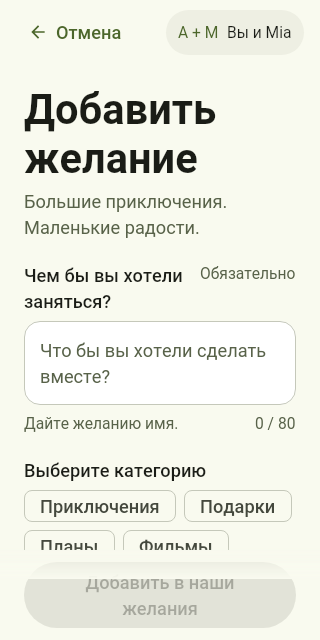 ← Отмена
A + M Вы и Mia
Добавить
желание
Большие приключения.
Маленькие радости.
Чем бы вы хотели
заняться?
Обязательно
Что бы вы хотели сделать
вместе?
Дайте желанию имя.
0 / 80
Выберите категорию
Приключения
Подарки
Планы
Фильмы
Добавить в наши
желания